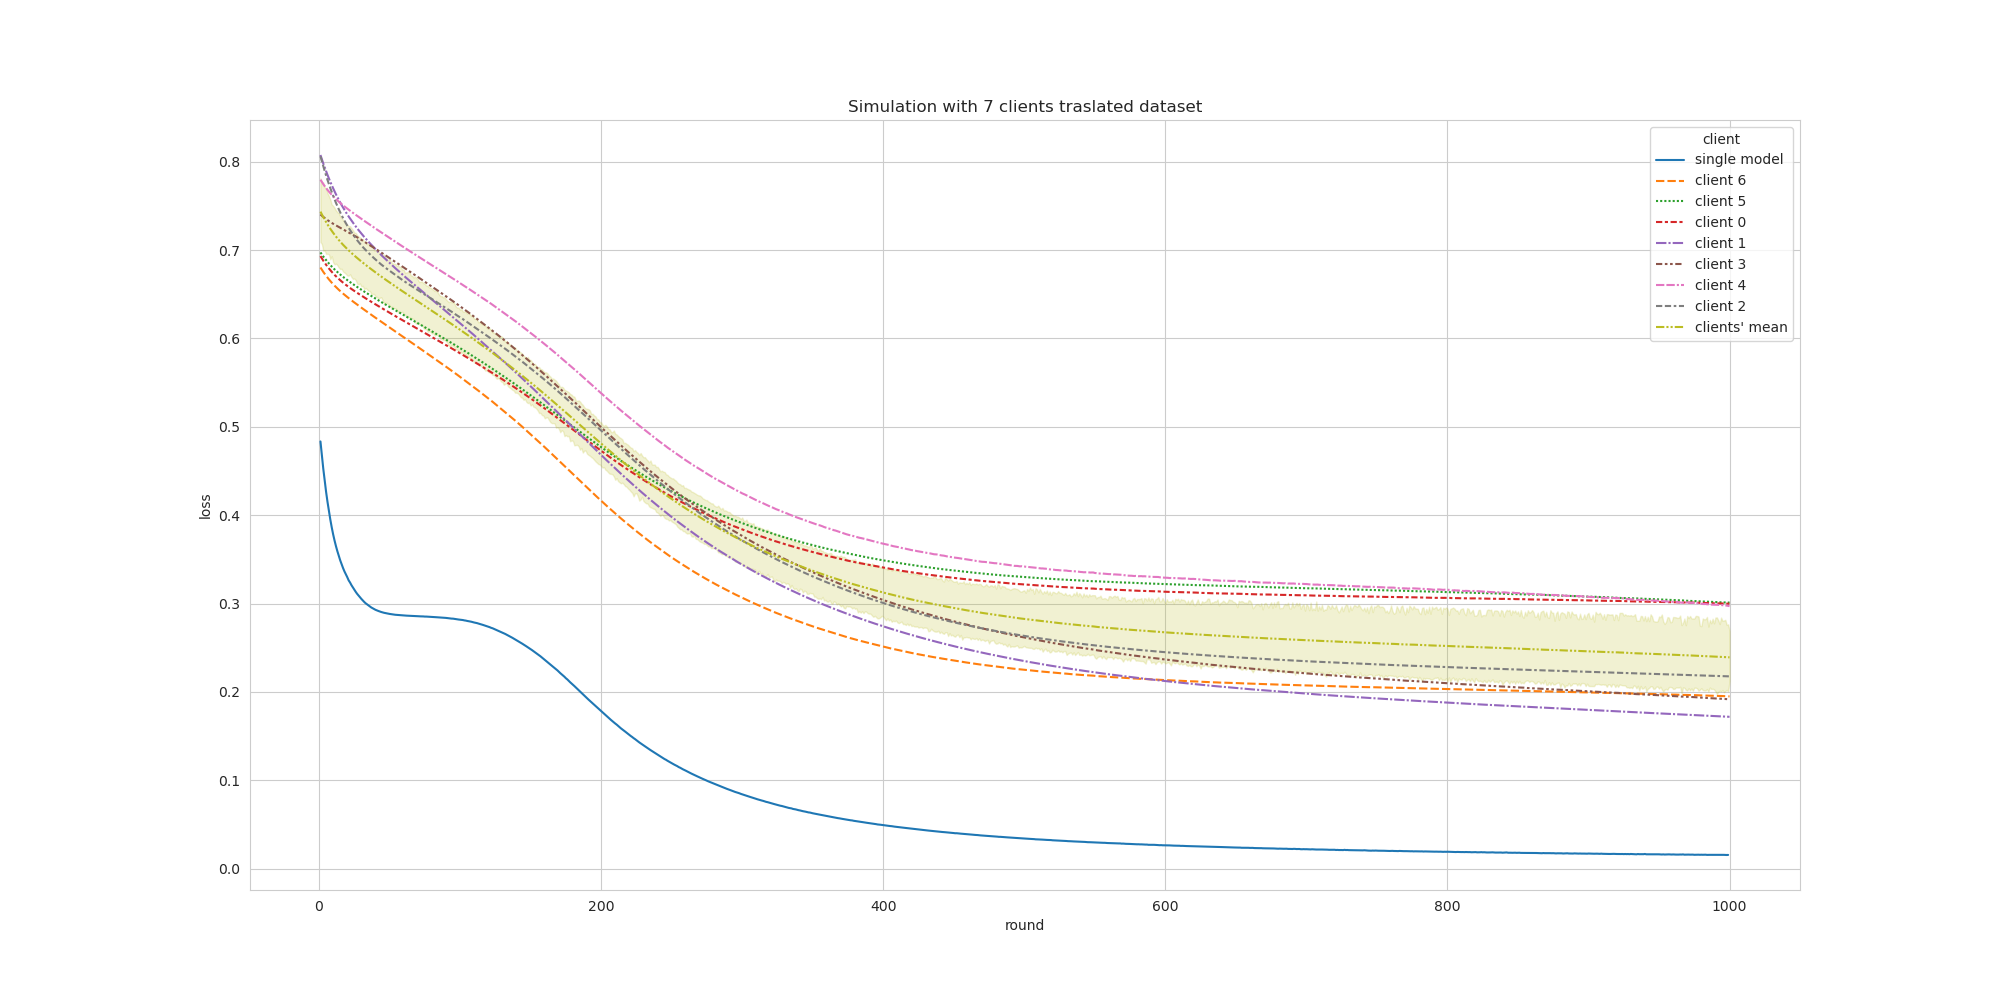 Simulation with 7 clients traslated dataset
client
single model
client 6
client 5
client 0
client 1
client 3
client 4
client 2
clients' mean
loss
0.8
0.7
0.6
0.5
0.4
0.3
0.2
0.1
0.0
0 200 400 600 800 1000
round